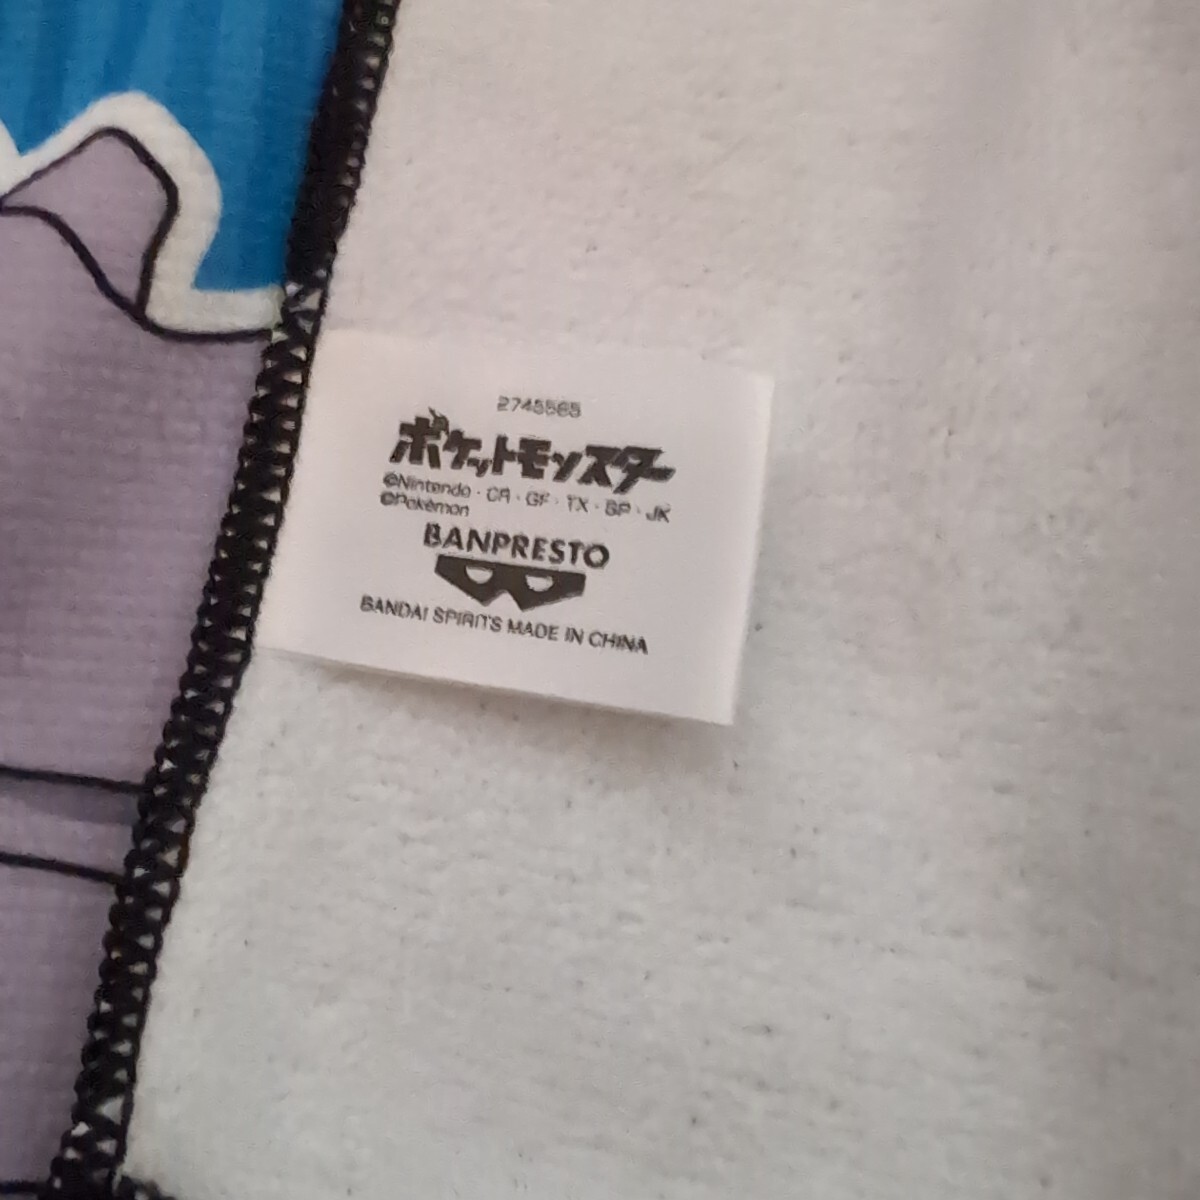 2745565
ポケットモンスター
©Nintendo・CR・GF・TX・SP・JK
©Pokémon
BANPRESTO
BANDAI SPIRITS MADE IN CHINA